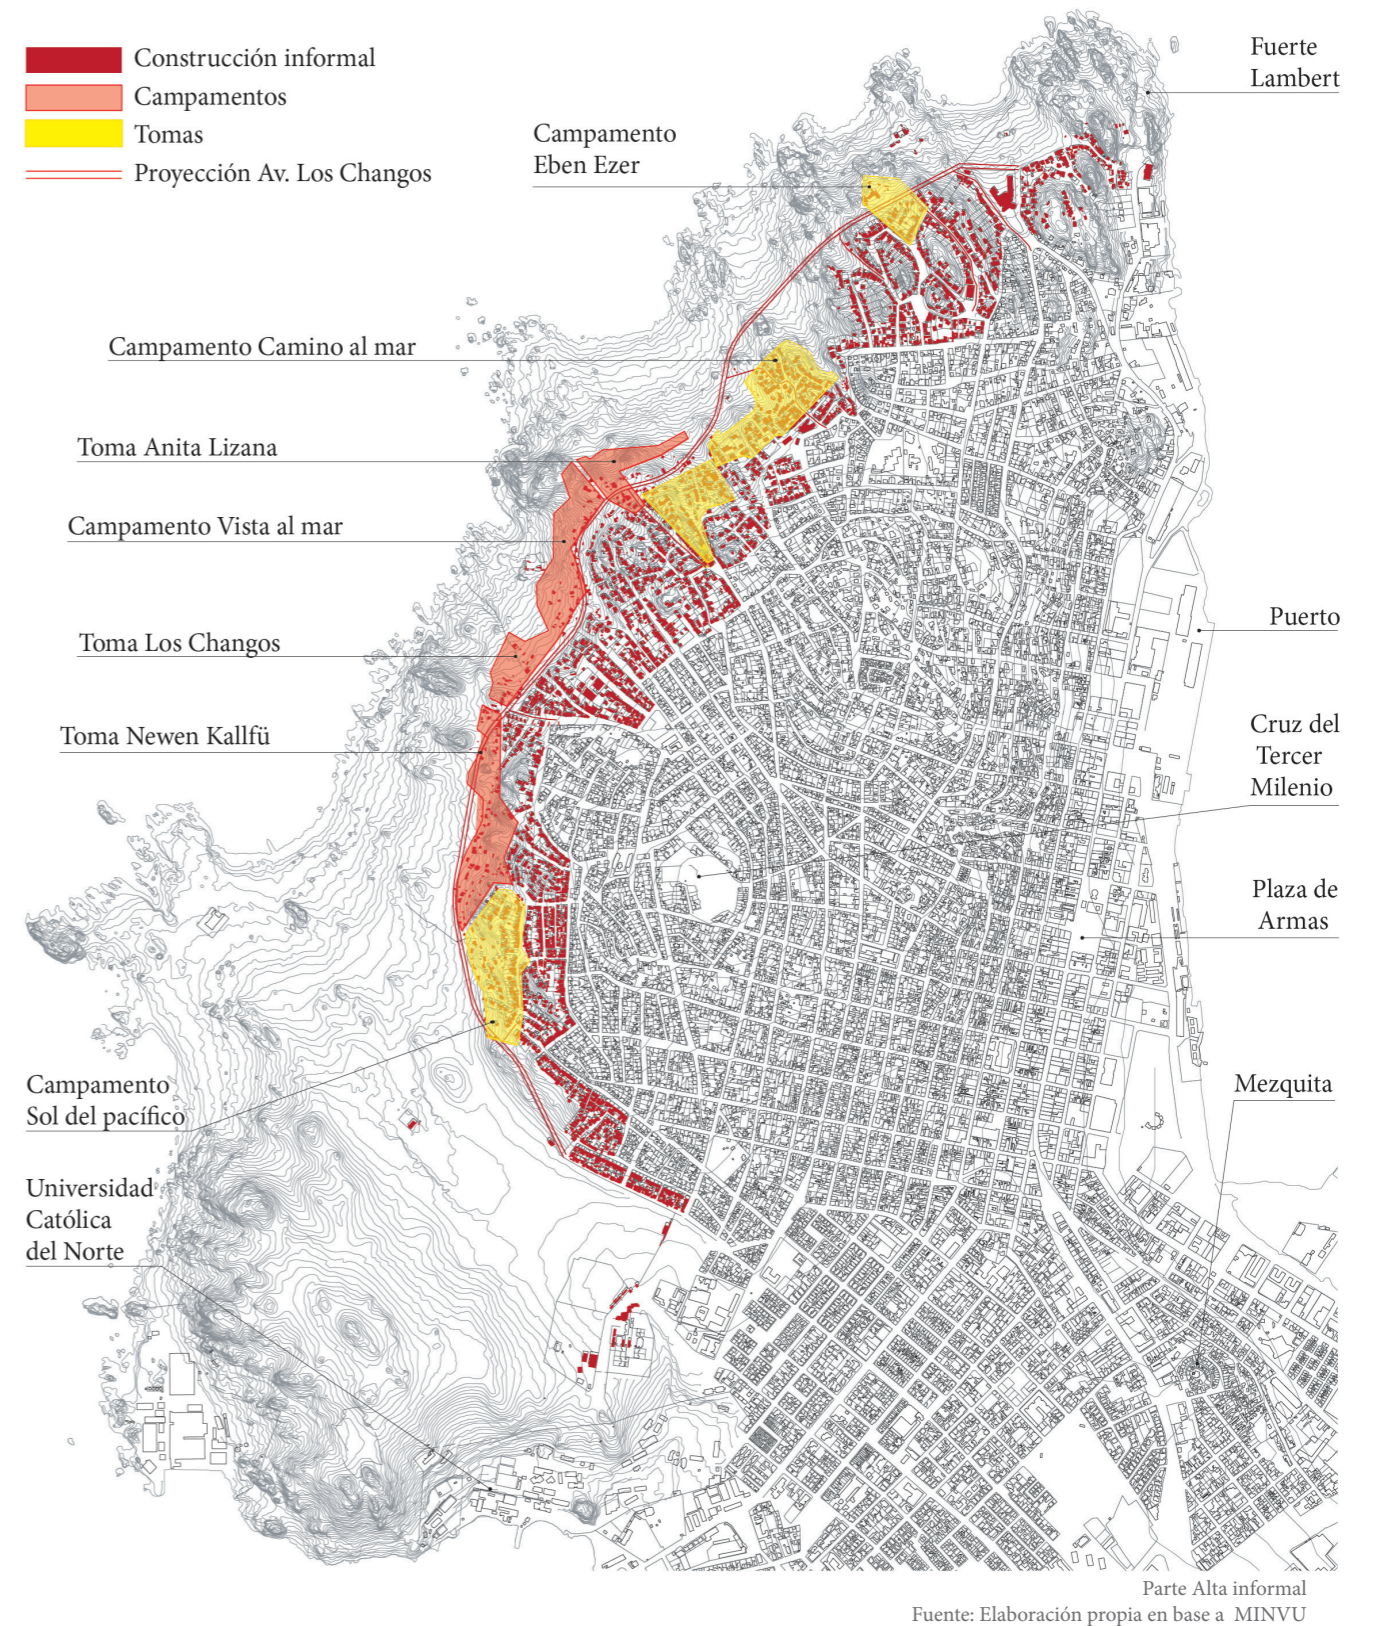 Construcción informal
Campamentos
Tomas
Proyección Av. Los Changos
Fuerte
Lambert
Campamento
Eben Ezer
Campamento Camino al mar
Toma Anita Lizana
Campamento Vista al mar
Toma Los Changos
Toma Newen Kallfü
Puerto
Cruz del
Tercer
Milenio
Plaza de
Armas
Mezquita
Campamento
Sol del pacífico
Universidad
Católica
del Norte
Parte Alta informal
Fuente: Elaboración propia en base a MINVU